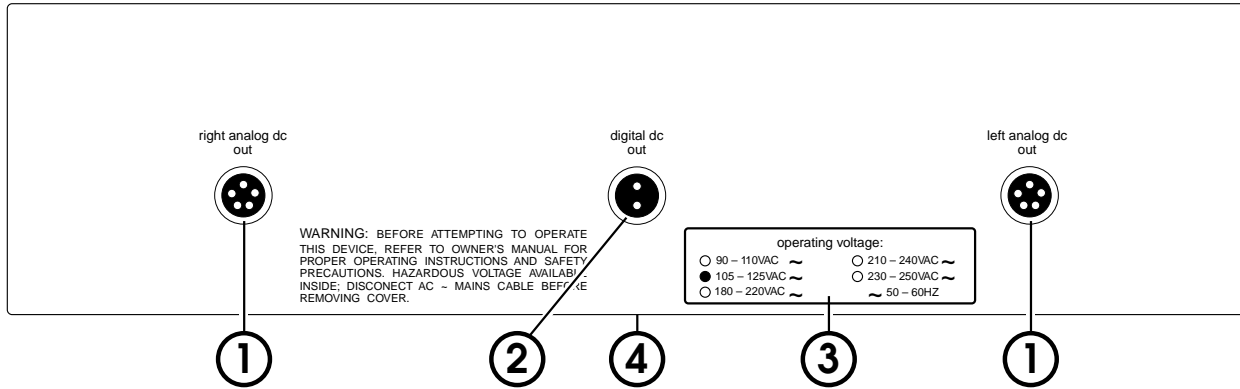 right analog dc
out
digital dc
out
left analog dc
out
WARNING: BEFORE ATTEMPTING TO OPERATE
THIS DEVICE, REFER TO OWNER'S MANUAL FOR
PROPER OPERATING INSTRUCTIONS AND SAFETY
PRECAUTIONS. HAZARDOUS VOLTAGE AVAILABLE
INSIDE; DISCONECT AC ~ MAINS CABLE BEFORE
REMOVING COVER.
operating voltage:
90 – 110VAC ~
105 – 125VAC ~
180 – 220VAC ~
210 – 240VAC ~
230 – 250VAC ~
~ 50 – 60HZ
1 2 4 3 1